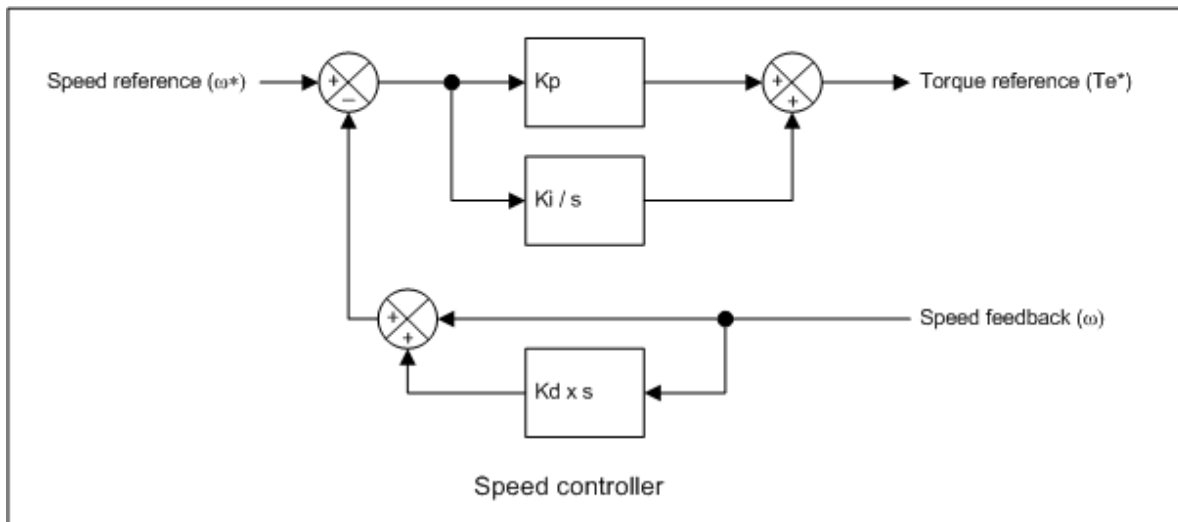 Speed reference (ω*)
+
−
Kp
+
+
Torque reference (Te*)
Ki / s
+
+
Speed feedback (ω)
Kd x s
Speed controller